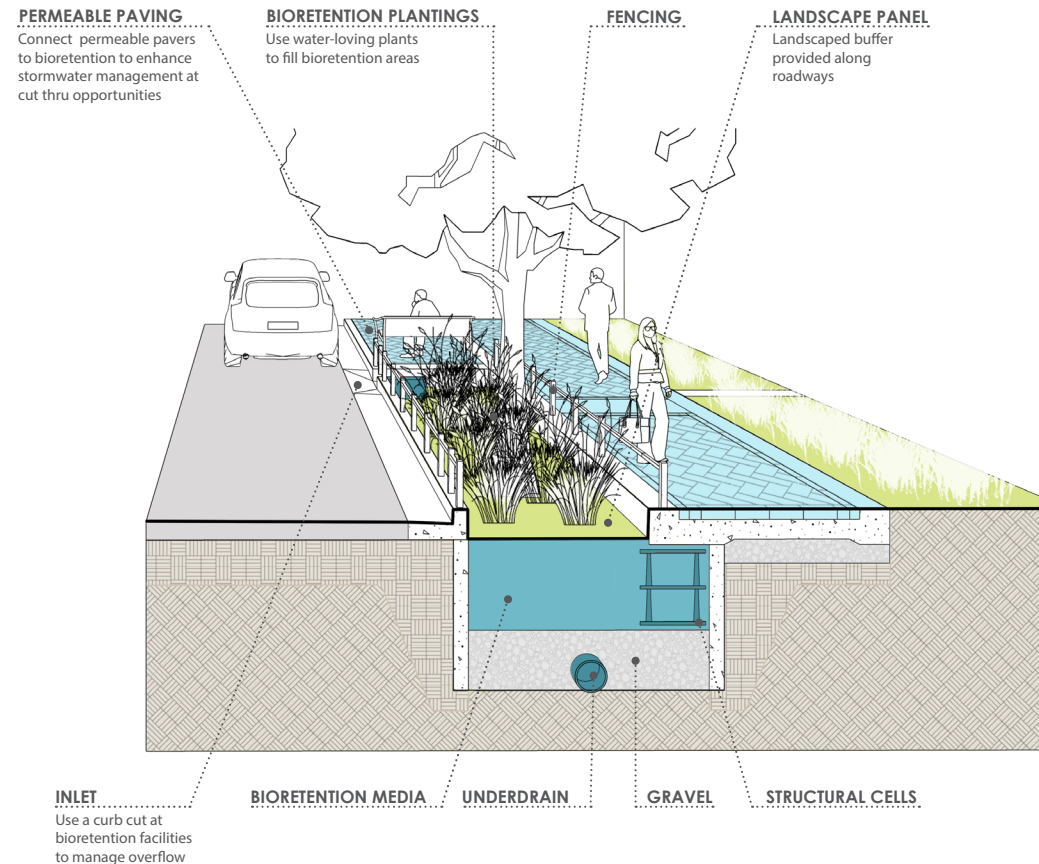 PERMEABLE PAVING
Connect permeable pavers
to bioretention to enhance
stormwater management at
cut thru opportunities
BIORETENTION PLANTINGS
Use water-loving plants
to fill bioretention areas
FENCING
LANDSCAPE PANEL
Landscaped buffer
provided along
roadways
INLET
Use a curb cut at
bioretention facilities
to manage overflow
BIORETENTION MEDIA
UNDERDRAIN
GRAVEL
STRUCTURAL CELLS